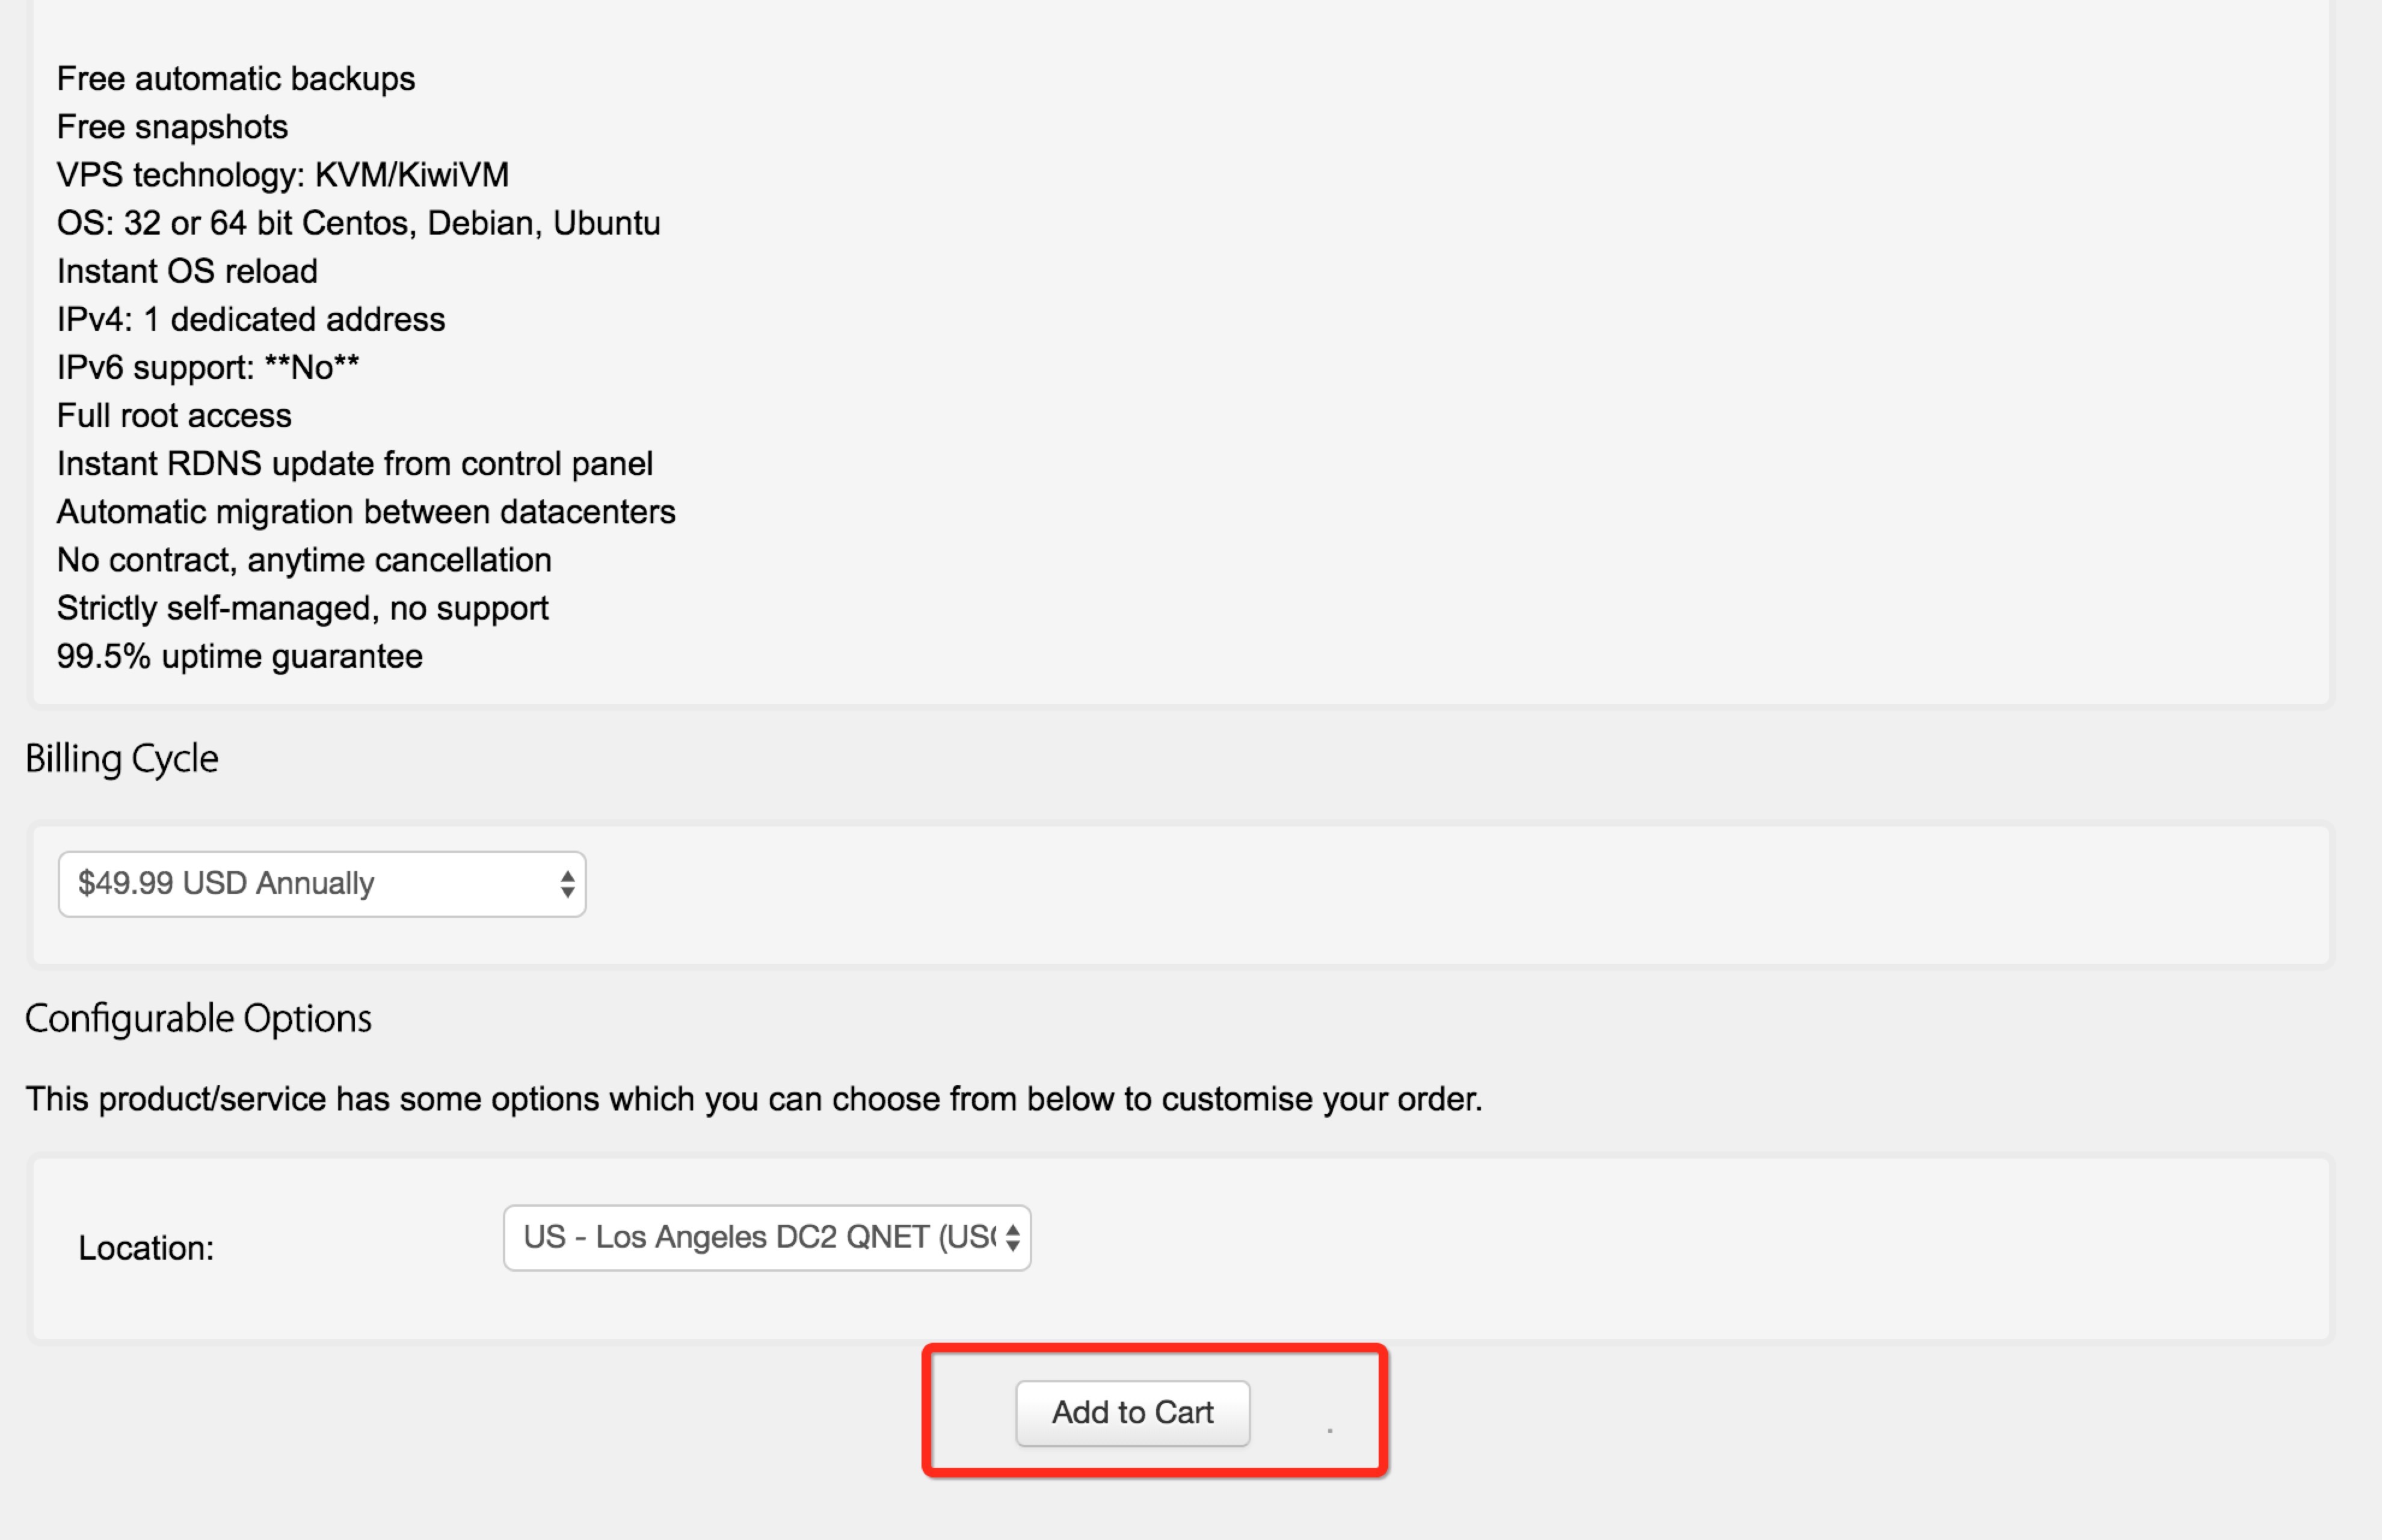 Free automatic backups
Free snapshots
VPS technology: KVM/KiwiVM
OS: 32 or 64 bit Centos, Debian, Ubuntu
Instant OS reload
IPv4: 1 dedicated address
IPv6 support: **No**
Full root access
Instant RDNS update from control panel
Automatic migration between datacenters
No contract, anytime cancellation
Strictly self-managed, no support
99.5% uptime guarantee
Billing Cycle
$49.99 USD Annually
Configurable Options
This product/service has some options which you can choose from below to customise your order.
Location:
US - Los Angeles DC2 QNET (US
Add to Cart